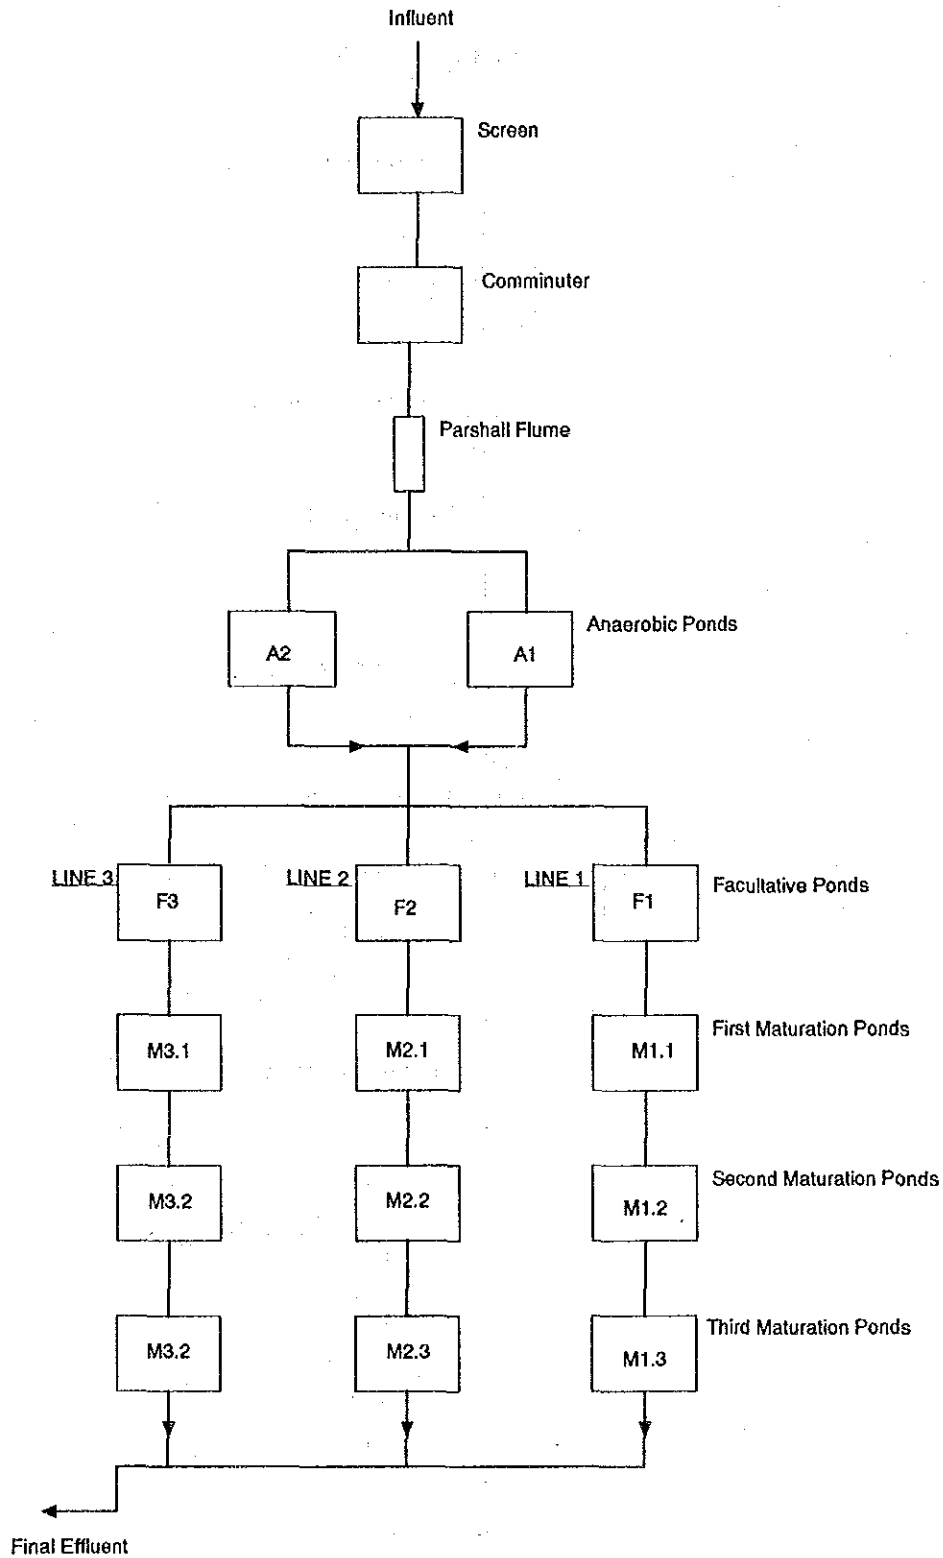 Influent
Screen
Comminuter
Parshall Flume
Anaerobic Ponds
A2
A1
LINE 3
F3
LINE 2
F2
LINE 1
F1
Facultative Ponds
M3.1
M2.1
M1.1
First Maturation Ponds
M3.2
M2.2
M1.2
Second Maturation Ponds
M3.2
M2.3
M1.3
Third Maturation Ponds
Final Effluent